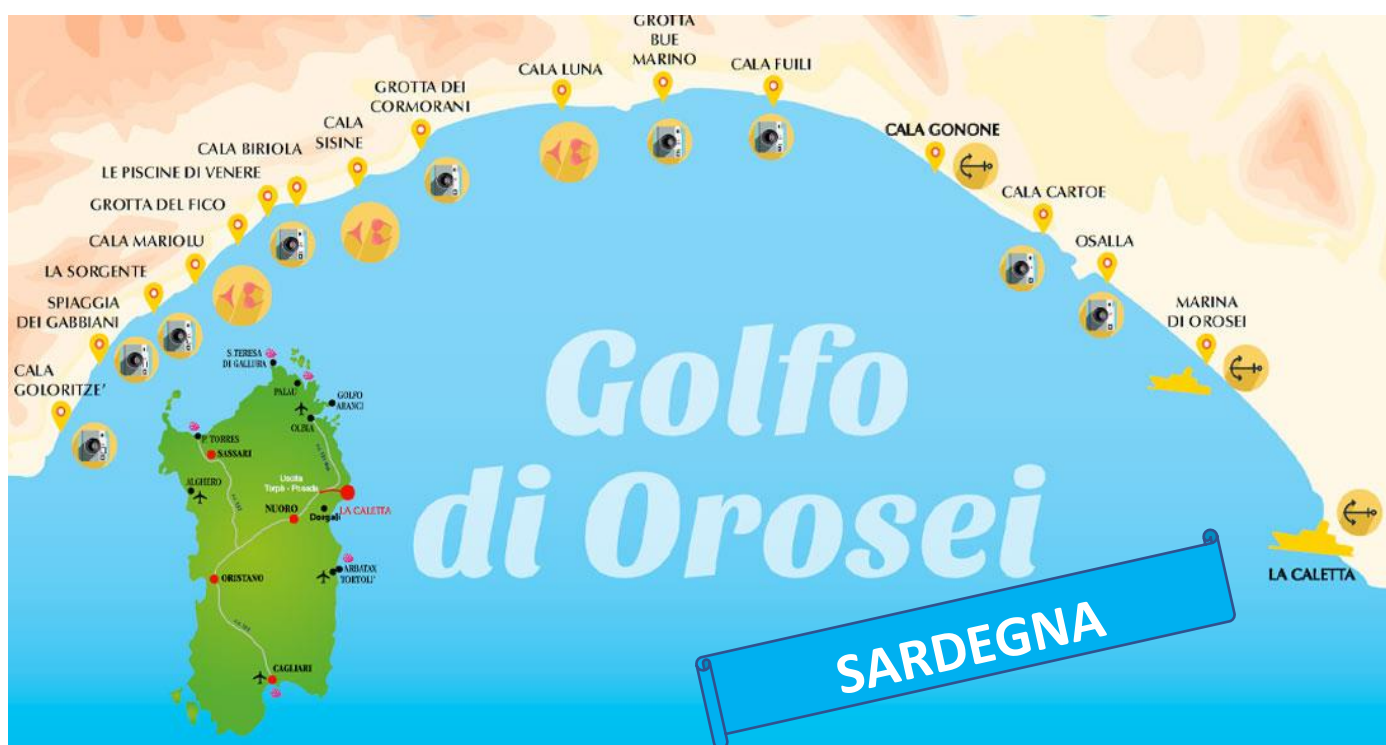 GROTTA
BUE
MARINO
CALA LUNA
CALA FUILI
GROTTA DEI
CORMORANI
CALA
SISINE
CALA BIRIOLA
LE PISCINE DI VENERE
GROTTA DEL FICO
CALA MARIOLU
LA SORGENTE
SPIAGGIA
DEI GABBIANI
CALA
GOLORITZE'
CALA GONONE
CALA CARTOE
OSALLA
MARINA
DI OROSEI
LA CALETTA
Golfo
di Orosei
SARDEGNA
S. TERESA
DI GALLURA
PALAU
GOLFO
ARANCI
OLBIA
P. TORRES
SASSARI
ALGHERO
Uscita
Torpè - Posada
LA CALETTA
NUORO
Dorgali
ARBATAX
TORTOLI'
ORISTANO
CAGLIARI